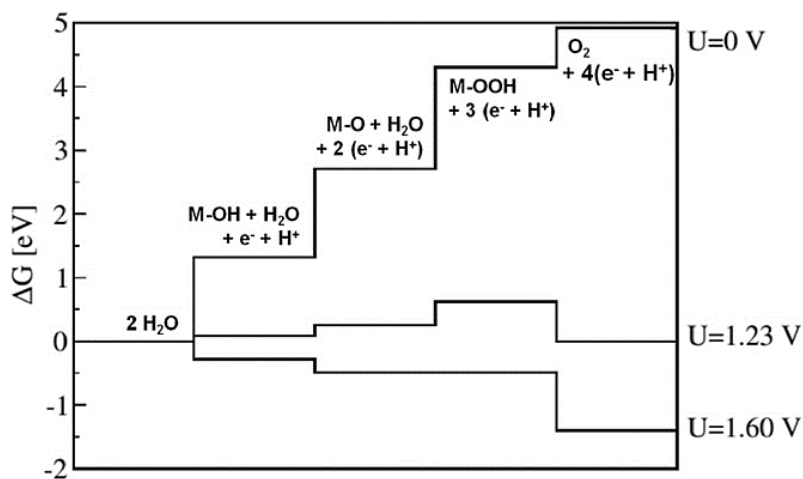 5
U=0 V
O₂
+ 4(e⁻ + H⁺)
4
M-OOH
+ 3 (e⁻ + H⁺)
M-O + H₂O
+ 2 (e⁻ + H⁺)
3
2
M-OH + H₂O
+ e⁻ + H⁺
ΔG [eV]
1
2 H₂O
0
U=1.23 V
-1
U=1.60 V
-2